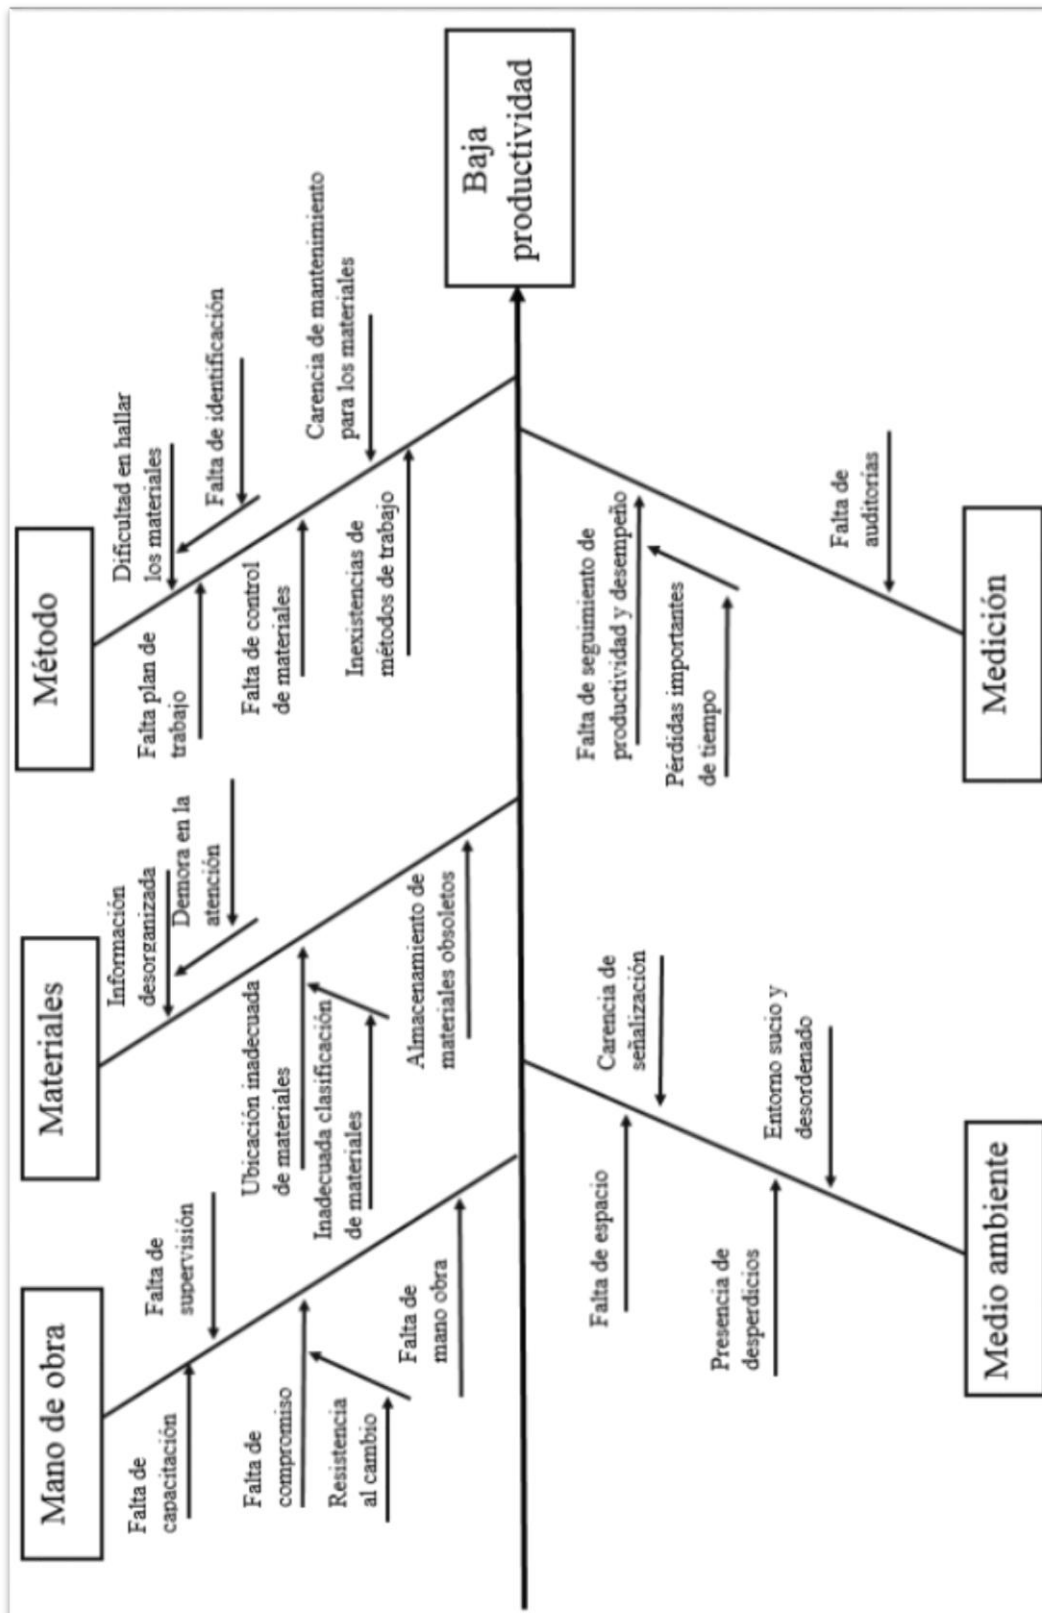 Mano de obra
Materiales
Método
Falta de
capacitación
Falta de
supervisión
Falta de
compromiso
Resistencia
al cambio
Falta de
mano obra
Información
desorganizada
Demora en la
atención
Ubicación inadecuada
de materiales
Inadecuada clasificación
de materiales
Almacenamiento de
materiales obsoletos
Dificultad en hallar
los materiales
Falta plan de
trabajo
Falta de identificación
Falta de control
de materiales
Carencia de mantenimiento
para los materiales
Inexistencias de
métodos de trabajo
Baja
productividad
Falta de espacio
Carencia de
señalización
Presencia de
desperdicios
Entorno sucio y
desordenado
Falta de seguimiento de
productividad y desempeño
Pérdidas importantes
de tiempo
Falta de
auditorías
Medio ambiente
Medición